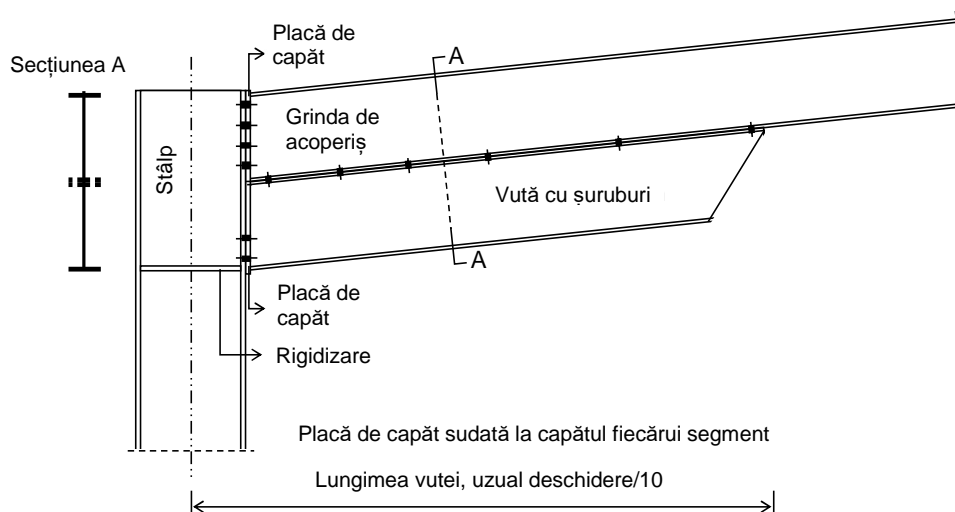 Placă de
capăt
Secțiunea A
A
Grinda de
acoperiș
Stâlp
Vută cu șuruburi
A
Placă de
capăt
Rigidizare
Placă de capăt sudată la capătul fiecărui segment
Lungimea vutei, uzual deschidere/10